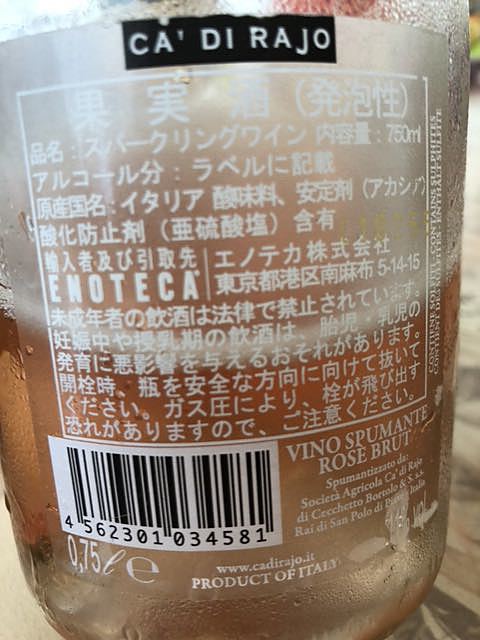 CA' DI RAJO
果実酒(発泡性)
品名:スパークリングワイン 内容量:750ml
アルコール分:ラベルに記載
原産国名:イタリア 酸味料、安定剤(アカシア)
酸化防止剤(亜硫酸塩)含有
輸入者及び引取先
ENOTECA
エノテカ株式会社
東京都港区南麻布 5-14-15
未成年者の飲酒は法律で禁止されています。
妊娠中や授乳期の飲酒は、胎児・乳児の
発育に悪影響を与えるおそれがあります。
開栓時、瓶を安全な方向に向けて抜いて
ください。ガス圧により、栓が飛び出す
恐れがありますので、ご注意ください。
CONTAINS SULPHITES
VINO SPUMANTE
ROSÉ BRUT
Spumantizzato da:
Società Agricola Ca' di Rajo
di Cecchetto Bortolo & S. s.s.
Rai di San Polo di Piave Italia
4 562301 034581
0,75 l e
www.cadirajo.it
PRODUCT OF ITALY